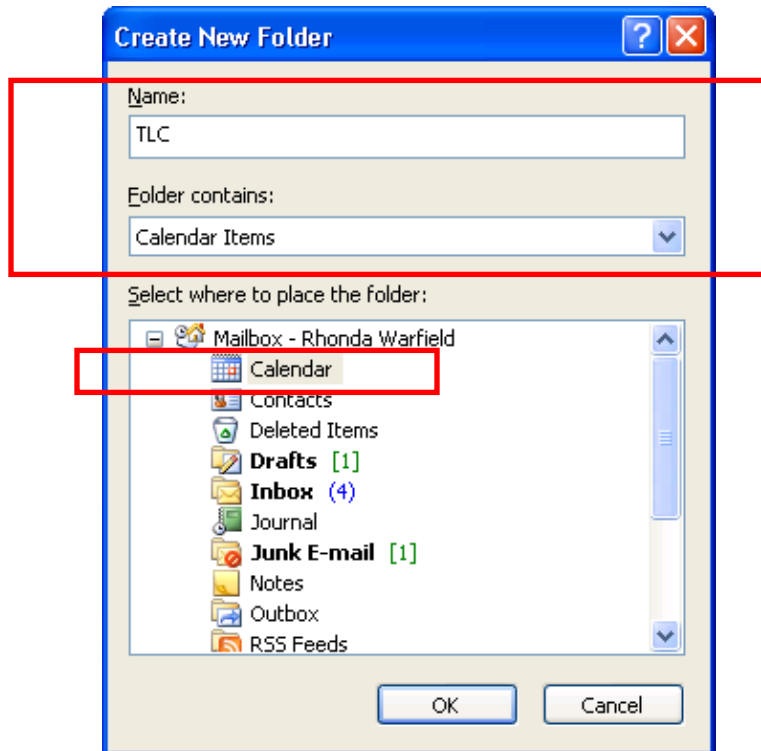 Create New Folder
Name:
TLC
Folder contains:
Calendar Items
Select where to place the folder:
Mailbox - Rhonda Warfield
Calendar
Contacts
Deleted Items
Drafts [1]
Inbox (4)
Journal
Junk E-mail [1]
Notes
Outbox
RSS Feeds
OK Cancel